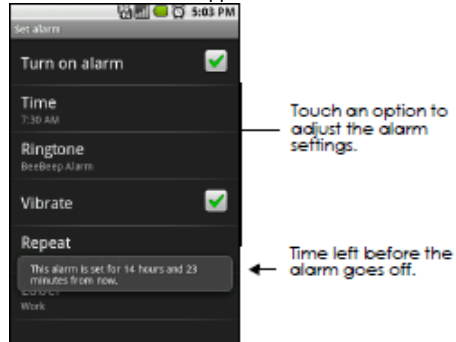 5:03 PM
Set alarm
Turn on alarm
Time
7:30 AM
Ringtone
BeeBeep Alarm
Vibrate
Repeat
This alarm is set for 14 hours and 23
minutes from now.
Work
Touch an option to
adjust the alarm
settings.
Time left before the
alarm goes off.